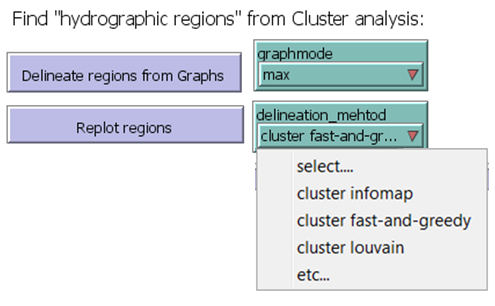 Find "hydrographic regions" from Cluster analysis:
Delineate regions from Graphs
graphmode
max
Replot regions
delineation_mehtod
cluster fast-and-gr...
select....
cluster infomap
cluster fast-and-greedy
cluster louvain
etc...